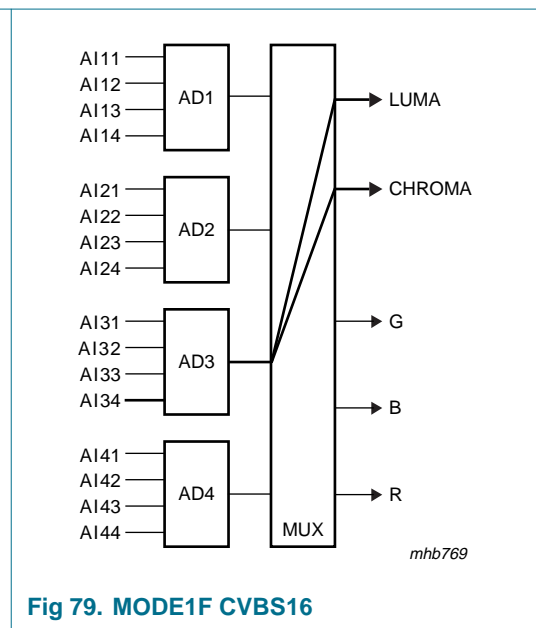 AI11
AI12
AI13
AI14
AD1
AI21
AI22
AI23
AI24
AD2
AI31
AI32
AI33
AI34
AD3
AI41
AI42
AI43
AI44
AD4
MUX
LUMA
CHROMA
G
B
R
mhb769
Fig 79. MODE1F CVBS16